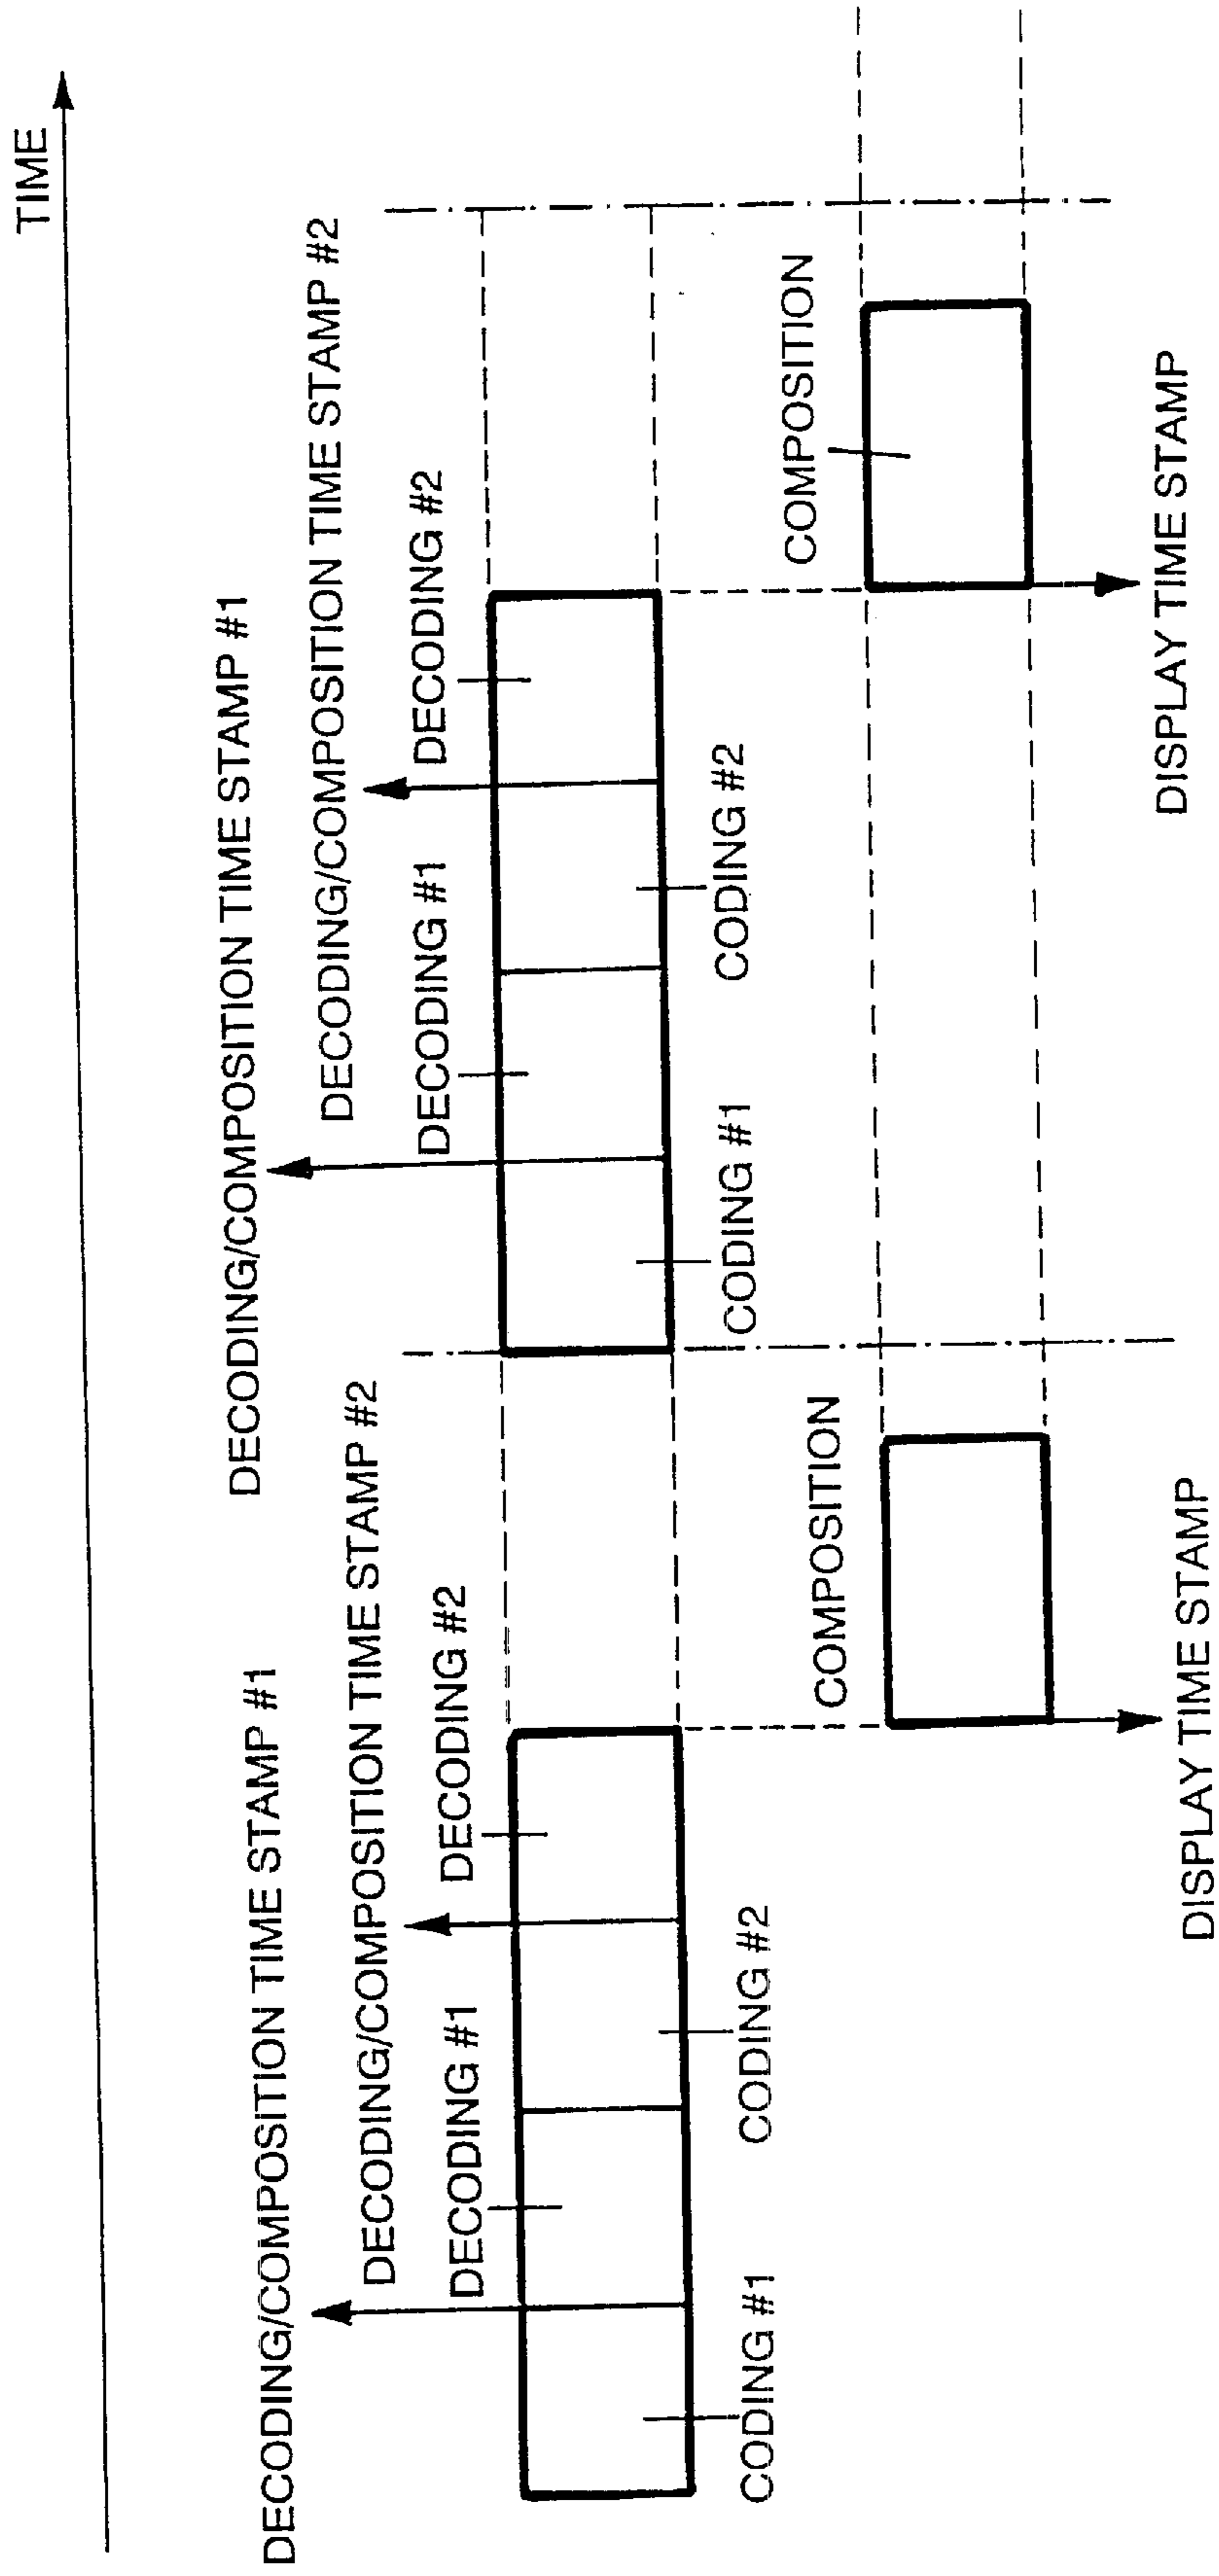 TIME
DECODING/COMPOSITION TIME STAMP #1
DECODING/COMPOSITION TIME STAMP #2
DECODING #1
DECODING #2
CODING #1
CODING #2
COMPOSITION
DISPLAY TIME STAMP
DECODING/COMPOSITION TIME STAMP #1
DECODING/COMPOSITION TIME STAMP #2
DECODING #1
DECODING #2
CODING #1
CODING #2
COMPOSITION
DISPLAY TIME STAMP